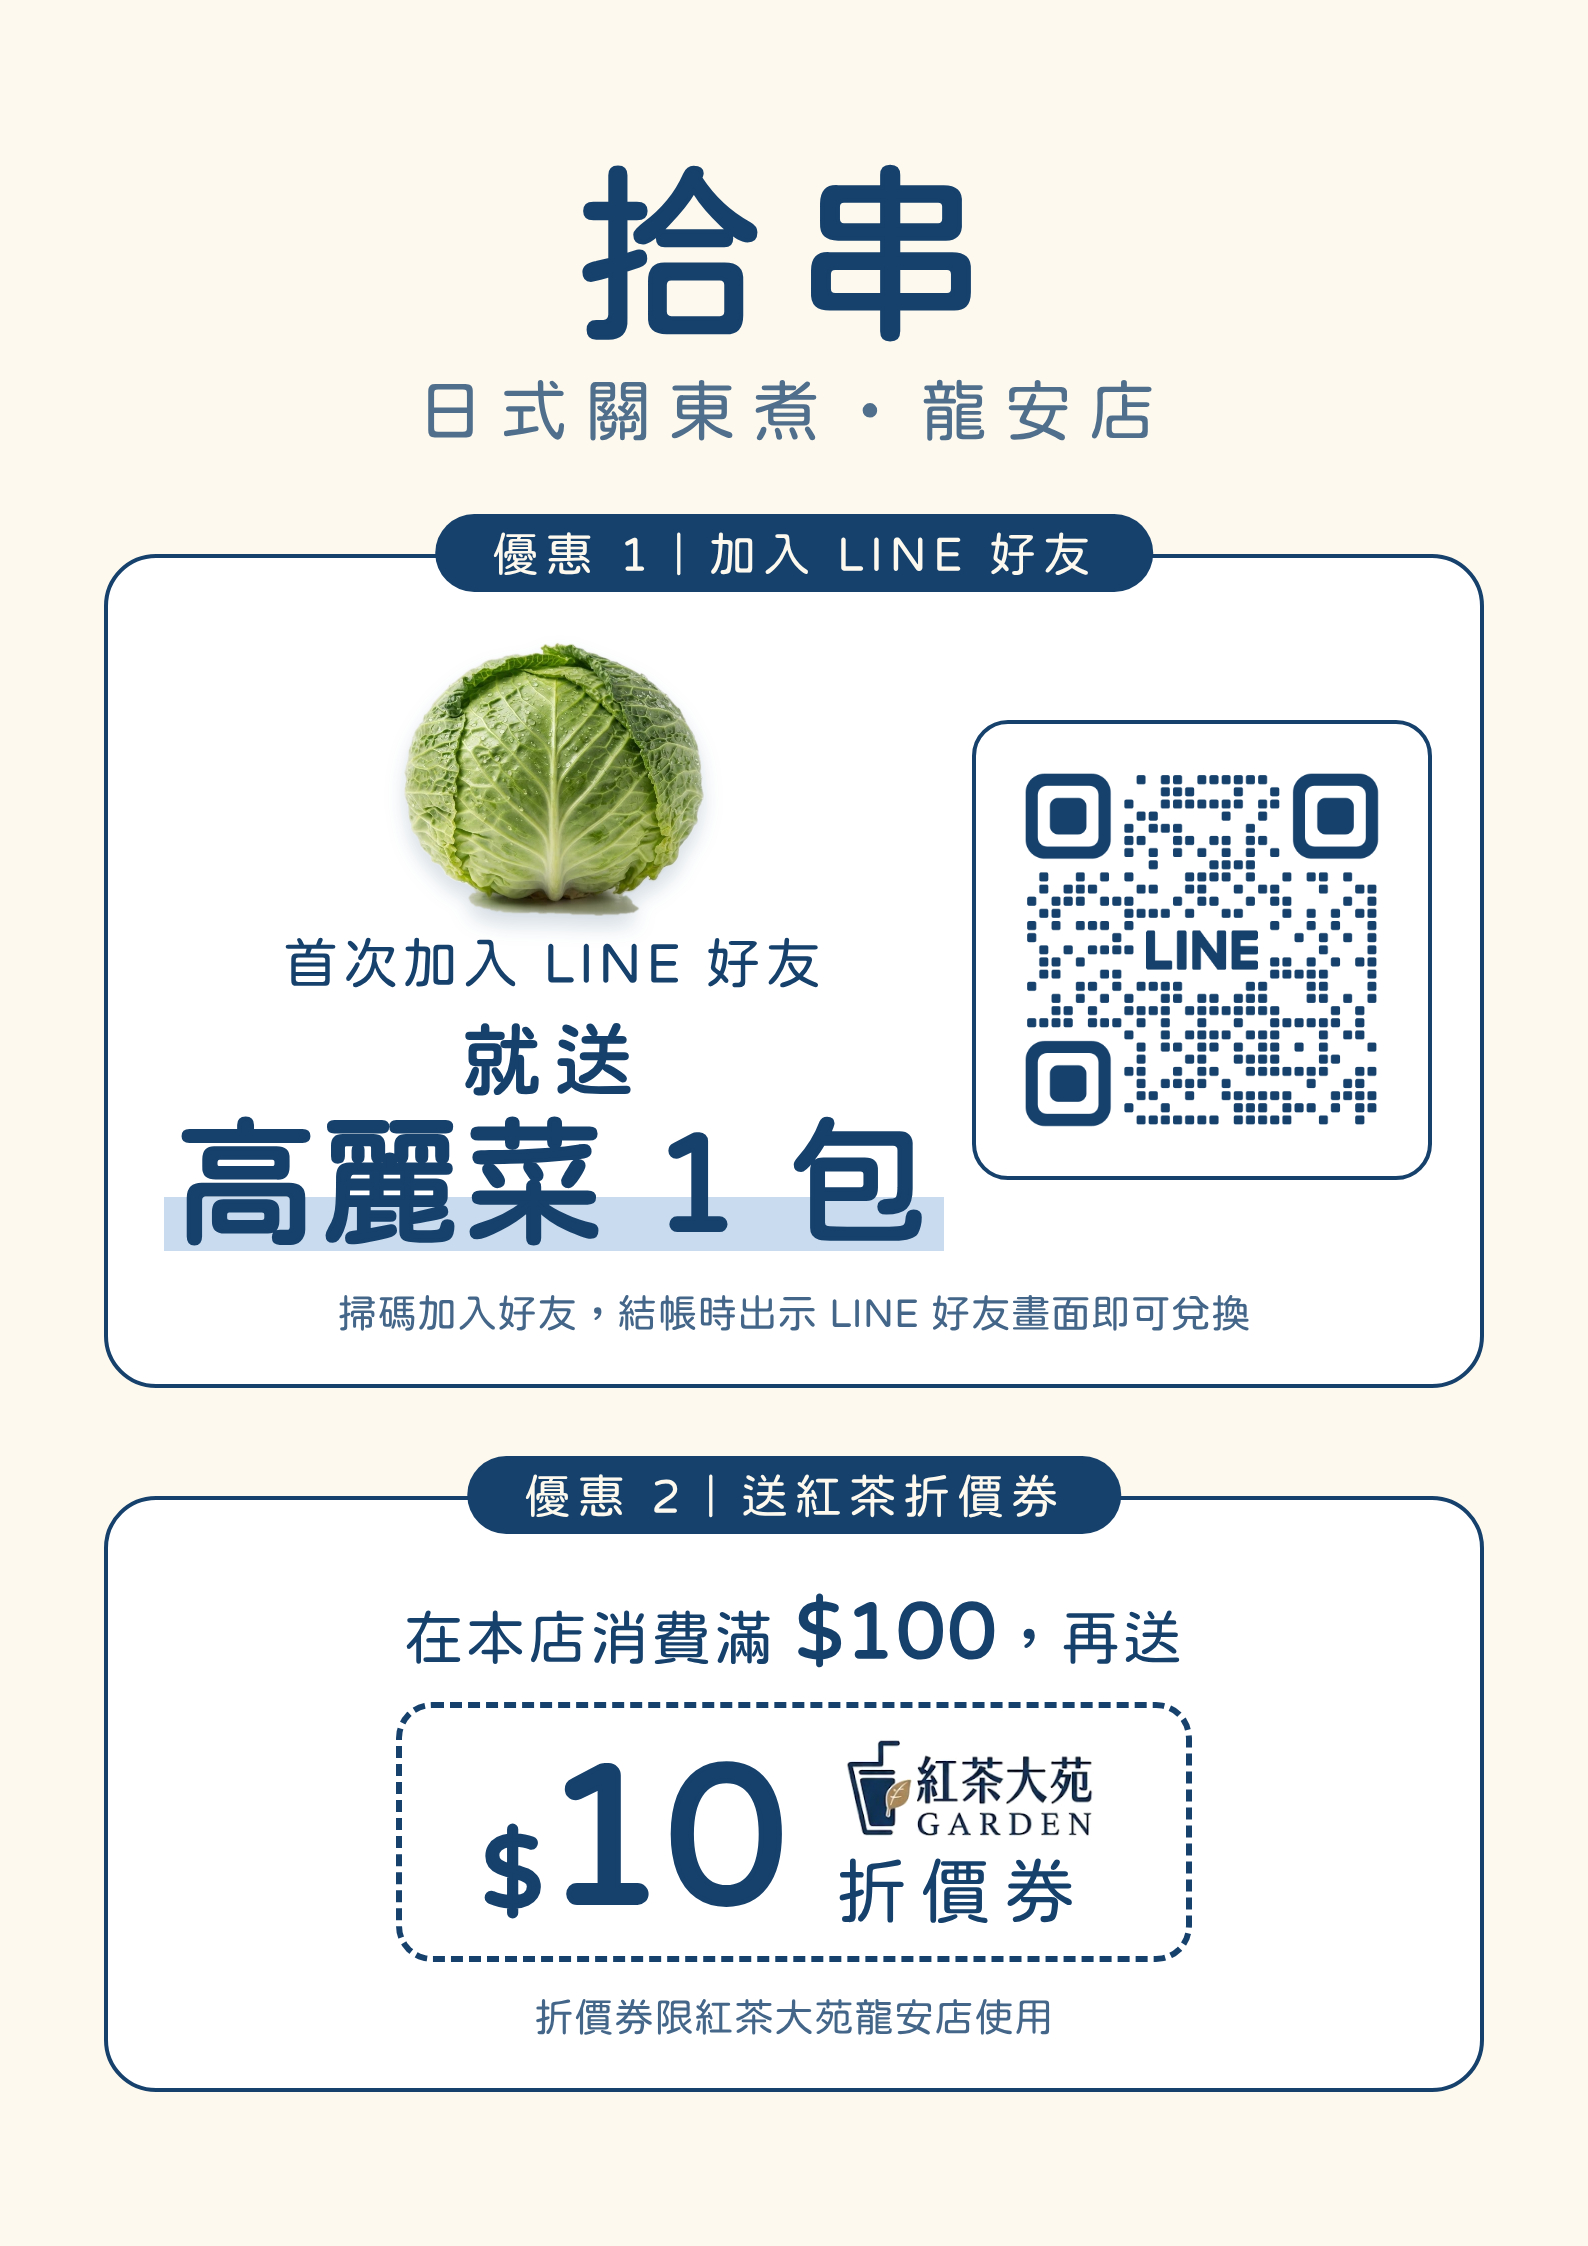 拾串
日式關東煮・龍安店
優惠 1｜加入 LINE 好友
首次加入 LINE 好友
就送
高麗菜 1 包
LINE
掃碼加入好友，結帳時出示 LINE 好友畫面即可兌換
優惠 2｜送紅茶折價券
在本店消費滿 $100，再送
$10
紅茶大苑
GARDEN
折價券
折價券限紅茶大苑龍安店使用